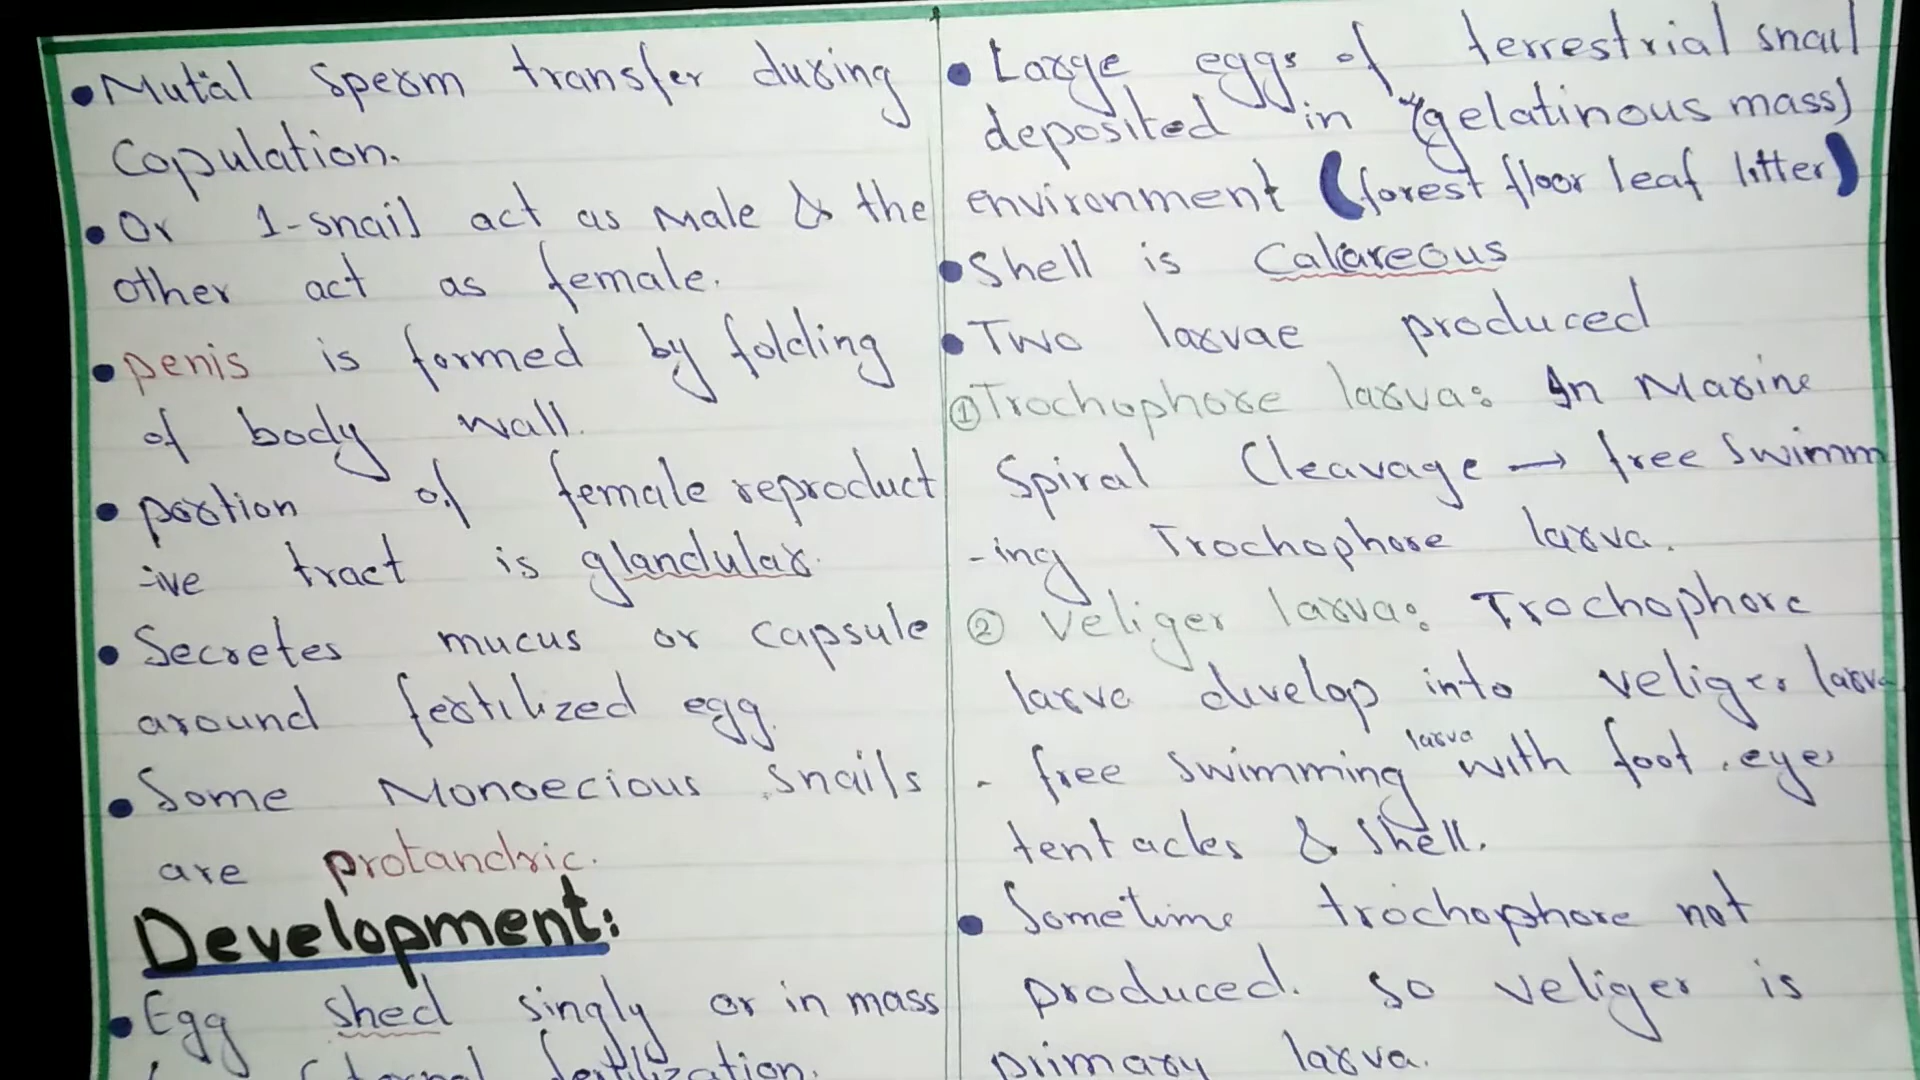 • Mutal sperm transfer during
Copulation.
• Or 1-snail act as Male & the
other act as female.
• penis is formed by folding
of body wall.
• portion of female reproduct
-ive tract is glandular.
• Secretes mucus or capsule
around fertilized egg.
• Some Monoecious snails
are protandric.
Development:
• Egg shed singly or in mass
fertilization.
• Large eggs of terrestrial snail
deposited in (gelatinous mass)
environment (forest floor leaf litter)
• Shell is Calcareous
• Two larvae produced
① Trochophore larva: In Marine
Spiral Cleavage → free swimm
-ing Trochophore larva.
② Veliger larva: Trochophore
larva develop into veliger larva
- free swimming larva with foot, eye,
tentacles & shell.
• Sometime trochophore not
produced. so veliger is
primary larva.